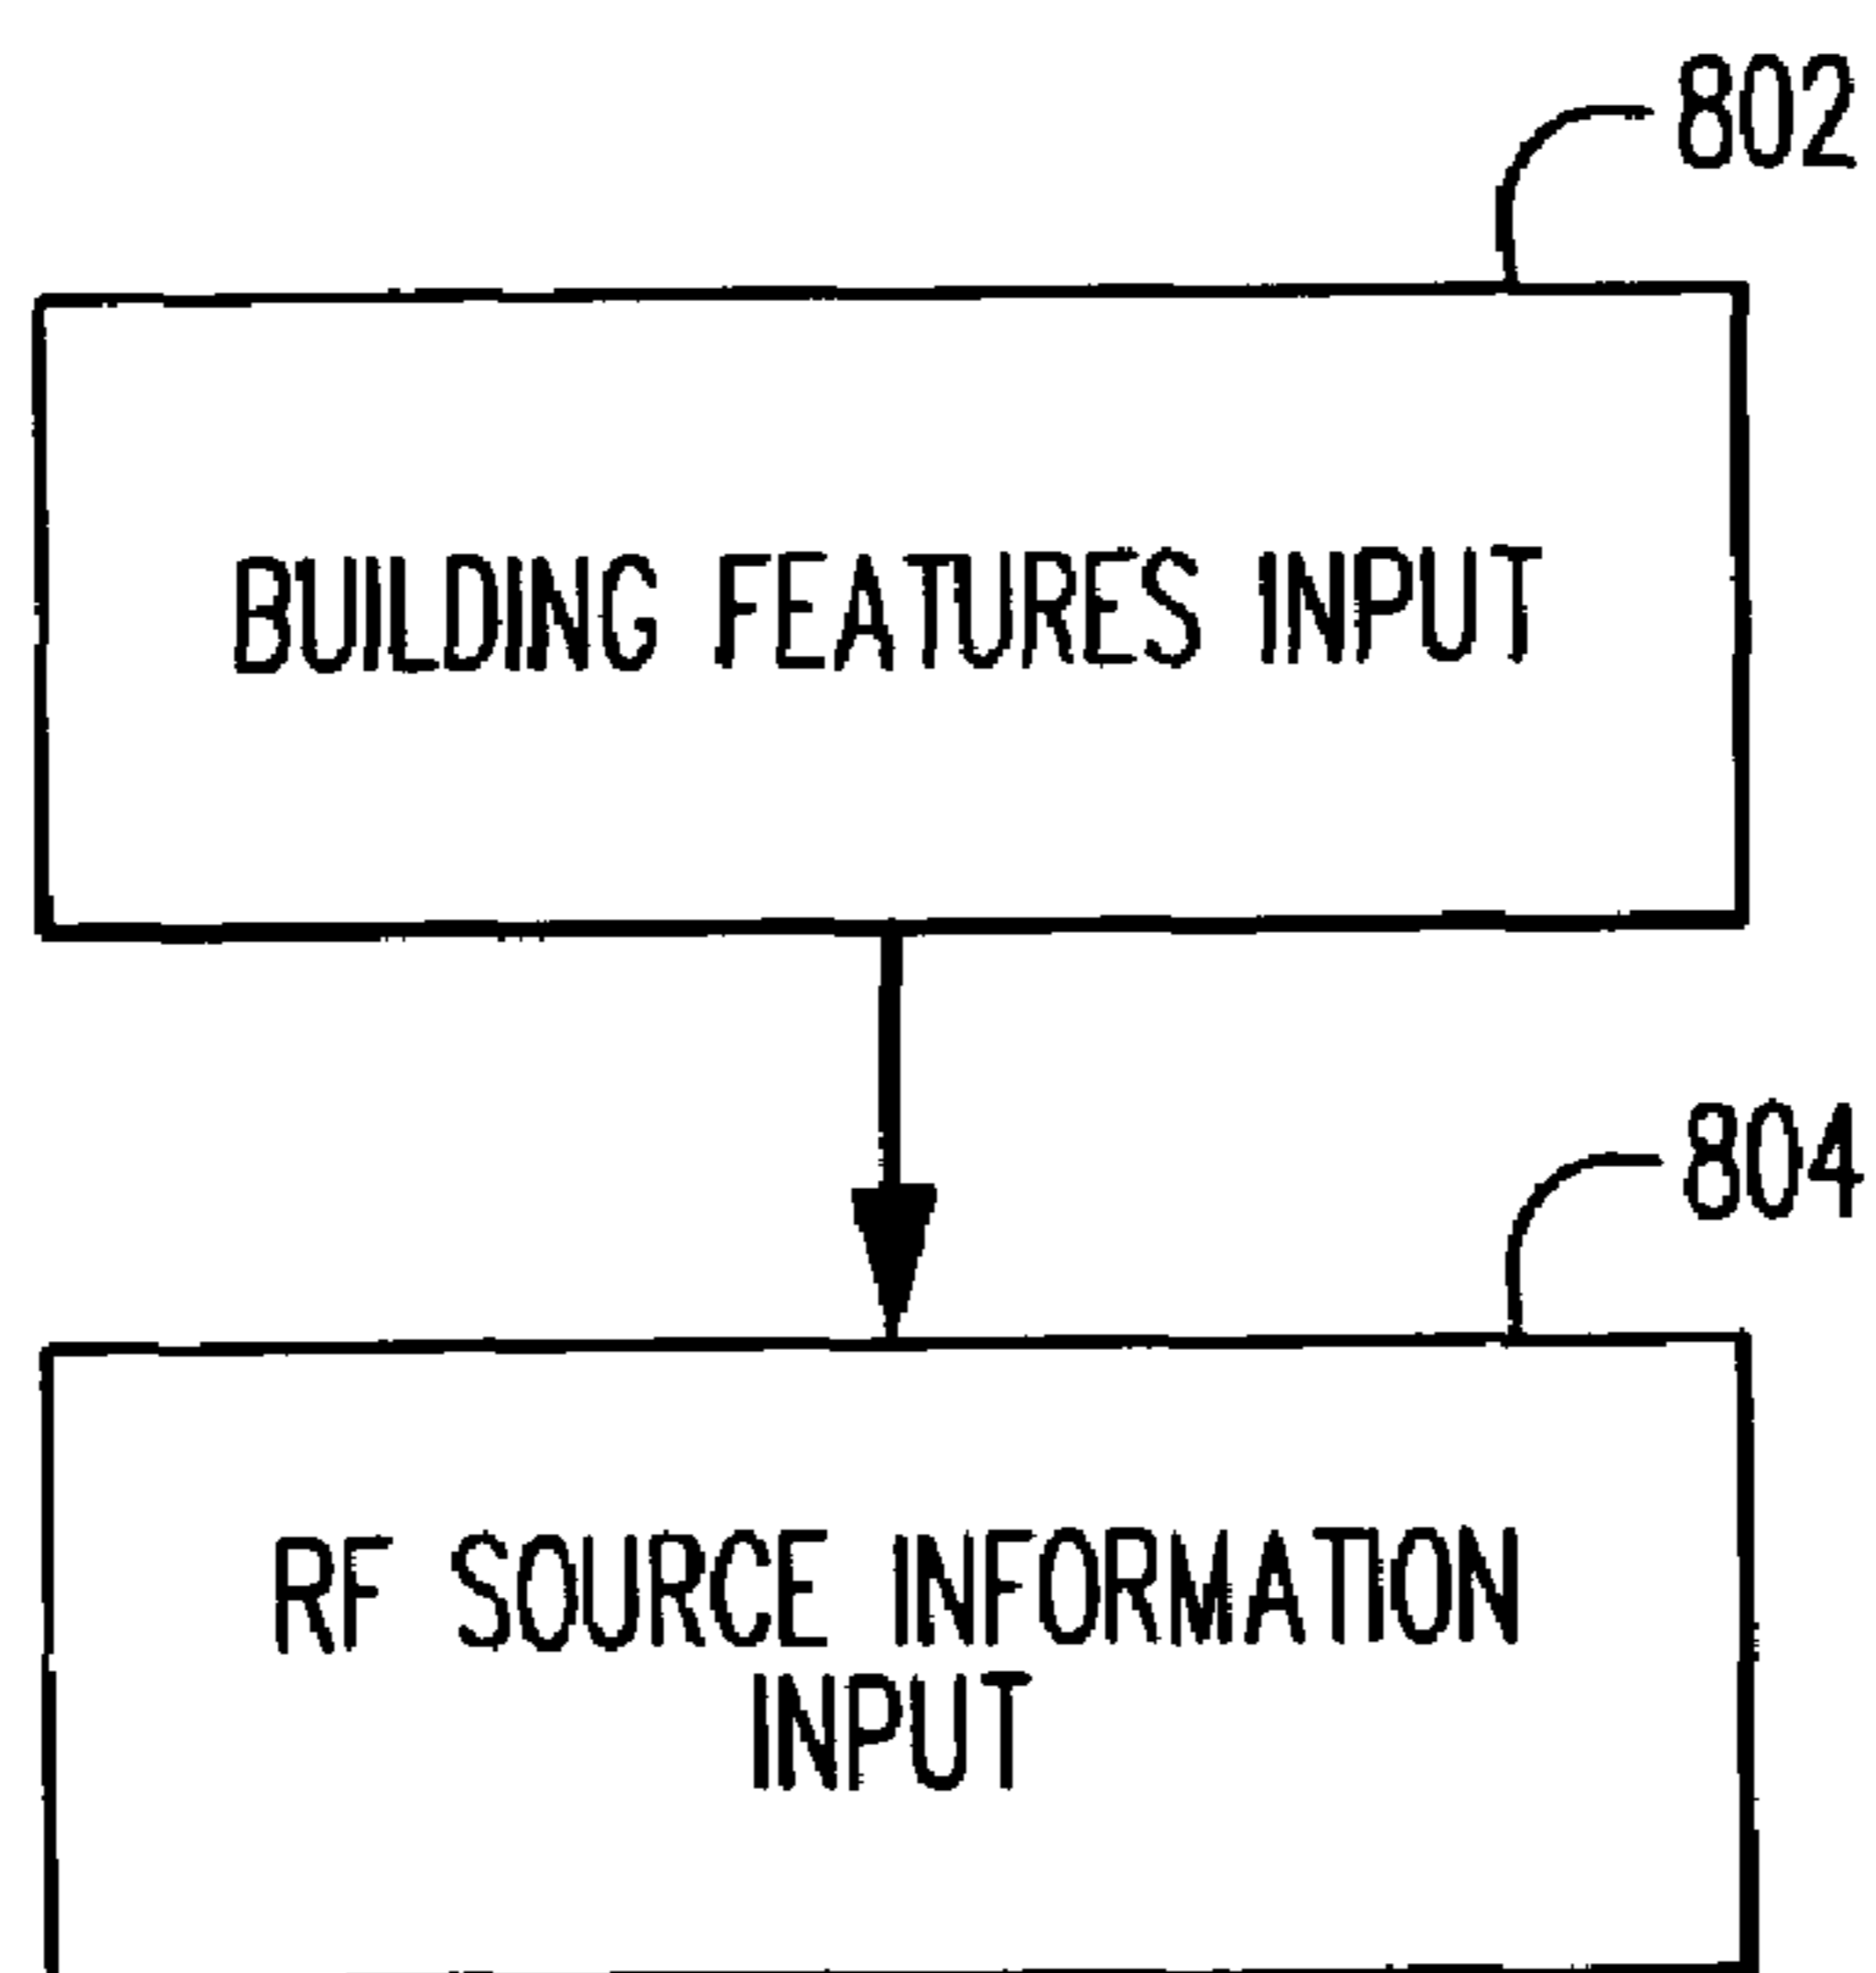 802
BUILDING FEATURES INPUT
804
RF SOURCE INFORMATION
INPUT